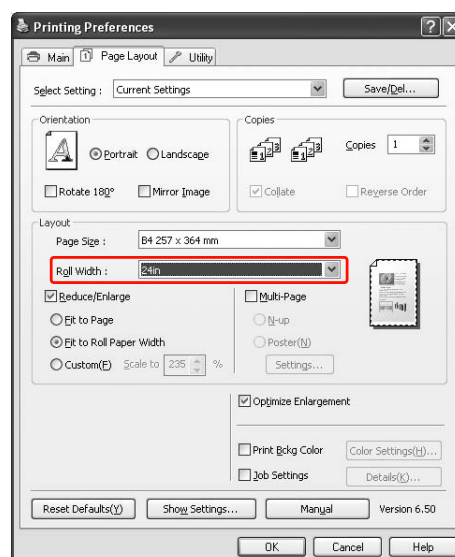 Printing Preferences
Main Page Layout Utility
Select Setting : Current Settings Save/Del...
Orientation
Portrait Landscape
Rotate 180° Mirror Image
Copies
Copies 1
Collate Reverse Order
Layout
Page Size : B4 257 x 364 mm
Roll Width : 24in
Reduce/Enlarge
Fit to Page
Fit to Roll Paper Width
Custom(F) Scale to 235 %
Multi-Page
N-up
Poster(N)
Settings...
Optimize Enlargement
Print Bckg Color Color Settings(H)...
Job Settings Details(K)...
Reset Defaults(Y) Show Settings... Manual Version 6.50
OK Cancel Help